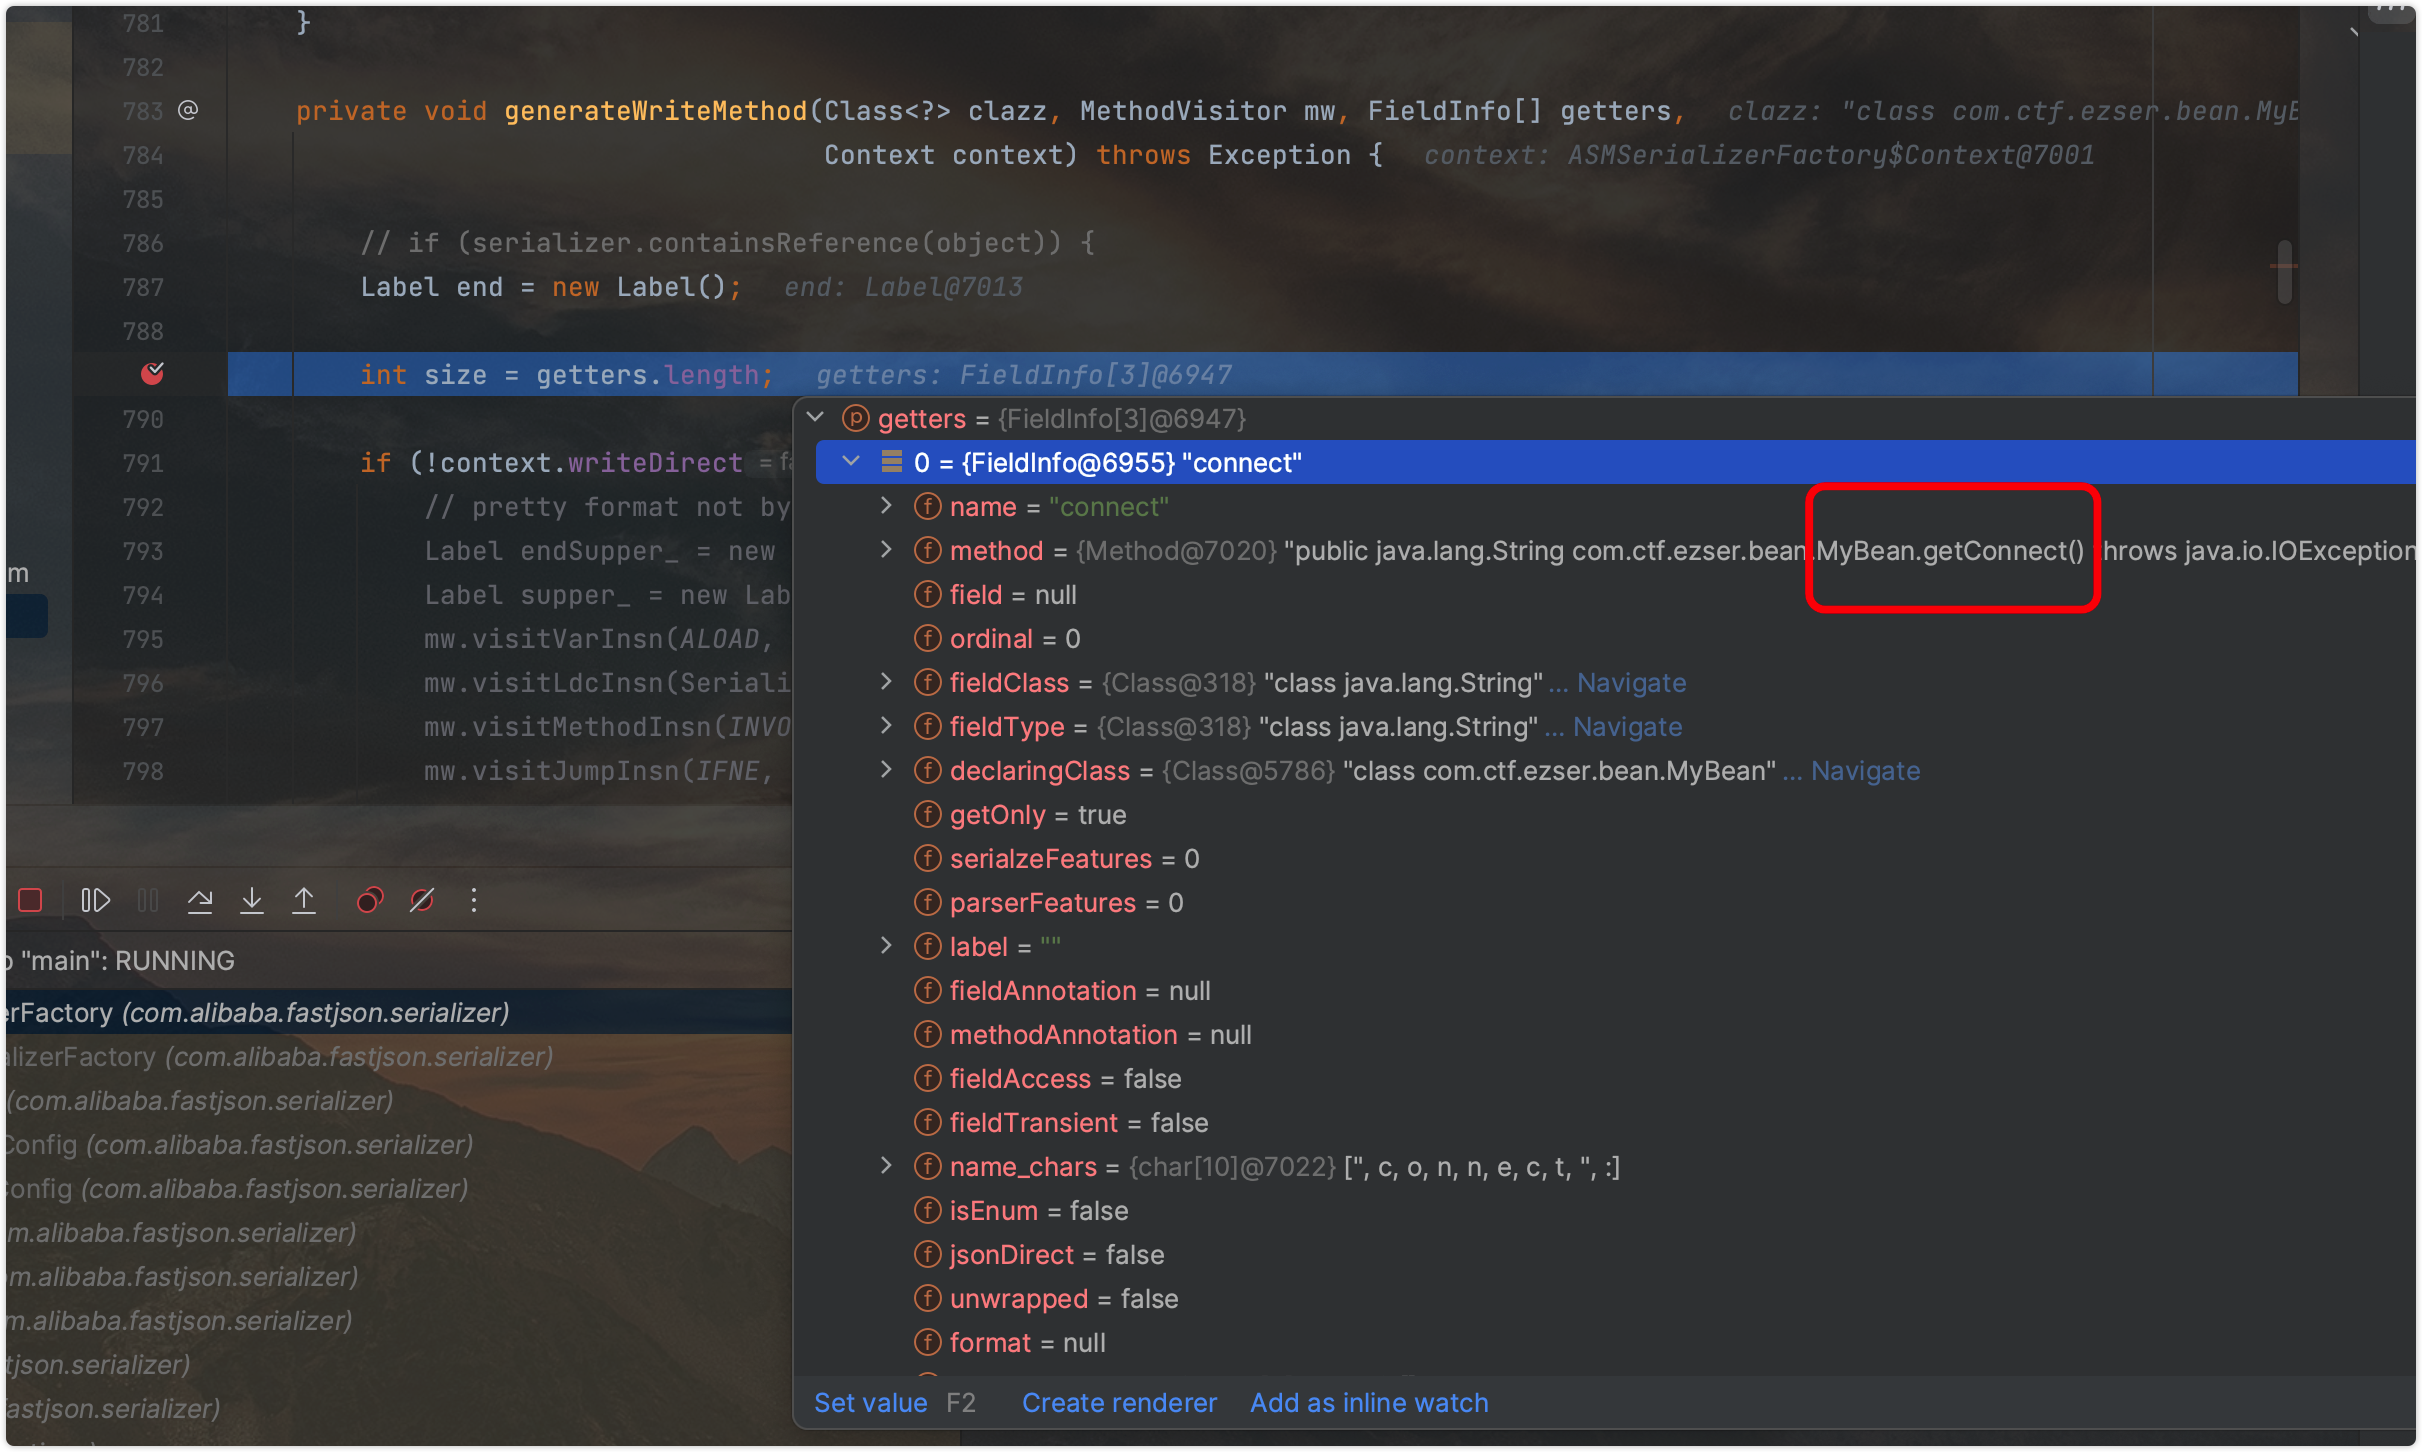 781 }
782
783 @ private void generateWriteMethod(Class<?> clazz, MethodVisitor mw, FieldInfo[] getters, clazz: "class com.ctf.ezser.bean.MyB
784 Context context) throws Exception { context: ASMSerializerFactory$Context@7001
785
786 // if (serializer.containsReference(object)) {
787 Label end = new Label(); end: Label@7013
788
int size = getters.length; getters: FieldInfo[3]@6947
790
791 if (!context.writeDirect = fa
792 // pretty format not by
793 Label endSupper_ = new
794 Label supper_ = new Lab
795 mw.visitVarInsn(ALOAD,
796 mw.visitLdcInsn(Seriali
797 mw.visitMethodInsn(INVO
798 mw.visitJumpInsn(IFNE,
getters = {FieldInfo[3]@6947}
0 = {FieldInfo@6955} "connect"
name = "connect"
method = {Method@7020} "public java.lang.String com.ctf.ezser.bean.MyBean.getConnect() throws java.io.IOException
field = null
ordinal = 0
fieldClass = {Class@318} "class java.lang.String" ... Navigate
fieldType = {Class@318} "class java.lang.String" ... Navigate
declaringClass = {Class@5786} "class com.ctf.ezser.bean.MyBean" ... Navigate
getOnly = true
serialzeFeatures = 0
parserFeatures = 0
label = ""
fieldAnnotation = null
methodAnnotation = null
fieldAccess = false
fieldTransient = false
name_chars = {char[10]@7022} [", c, o, n, n, e, c, t, ", :]
isEnum = false
jsonDirect = false
unwrapped = false
format = null
Set value F2 Create renderer Add as inline watch
m
"main": RUNNING
erFactory (com.alibaba.fastjson.serializer)
alizerFactory (com.alibaba.fastjson.serializer)
(com.alibaba.fastjson.serializer)
Config (com.alibaba.fastjson.serializer)
Config (com.alibaba.fastjson.serializer)
m.alibaba.fastjson.serializer)
om.alibaba.fastjson.serializer)
m.alibaba.fastjson.serializer)
tjson.serializer)
astjson.serializer)